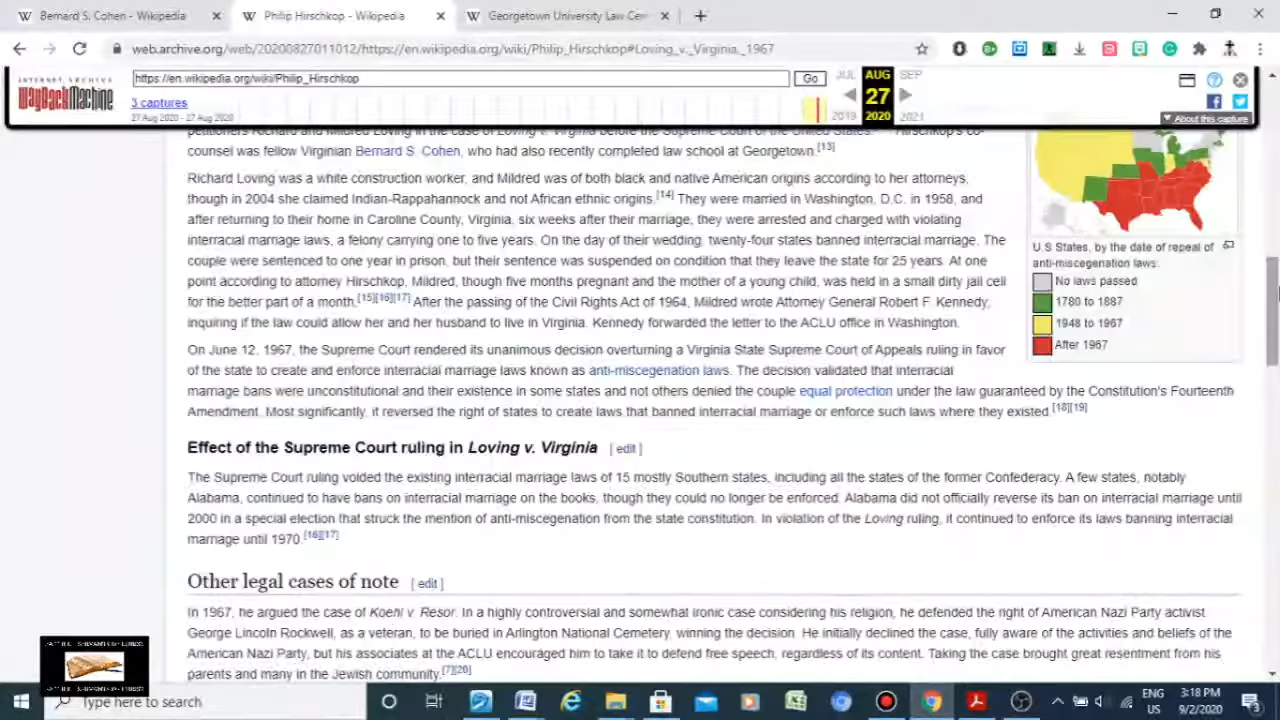 Bernard S. Cohen - Wikipedia
Philip Hirschkop - Wikipedia
Georgetown University Law Cen
web.archive.org/web/20200827011012/https://en.wikipedia.org/wiki/Philip_Hirschkop#Loving_v._Virginia,_1967
INTERNET ARCHIVE
WayBackMachine
https://en.wikipedia.org/wiki/Philip_Hirschkop
Go
JUL AUG SEP
3 captures
27
27 Aug 2020 - 27 Aug 2020
2019 2020 2021
About this capture
petitioners Richard and Mildred Loving in the case of Loving v. Virginia before the Supreme Court of the United States. Hirschkop's co-
counsel was fellow Virginian Bernard S. Cohen, who had also recently completed law school at Georgetown.[13]
Richard Loving was a white construction worker, and Mildred was of both black and native American origins according to her attorneys,
though in 2004 she claimed Indian-Rappahannock and not African ethnic origins.[14] They were married in Washington, D.C. in 1958, and
after returning to their home in Caroline County, Virginia, six weeks after their marriage, they were arrested and charged with violating
interracial marriage laws, a felony carrying one to five years. On the day of their wedding, twenty-four states banned interracial marriage. The
couple were sentenced to one year in prison, but their sentence was suspended on condition that they leave the state for 25 years. At one
point according to attorney Hirschkop, Mildred, though five months pregnant and the mother of a young child, was held in a small dirty jail cell
for the better part of a month.[15][16][17] After the passing of the Civil Rights Act of 1964, Mildred wrote Attorney General Robert F. Kennedy,
inquiring if the law could allow her and her husband to live in Virginia. Kennedy forwarded the letter to the ACLU office in Washington.
On June 12, 1967, the Supreme Court rendered its unanimous decision overturning a Virginia State Supreme Court of Appeals ruling in favor
of the state to create and enforce interracial marriage laws known as anti-miscegenation laws. The decision validated that interracial
marriage bans were unconstitutional and their existence in some states and not others denied the couple equal protection under the law guaranteed by the Constitution's Fourteenth
Amendment. Most significantly, it reversed the right of states to create laws that banned interracial marriage or enforce such laws where they existed.[18][19]
U.S States, by the date of repeal of
anti-miscegenation laws:
No laws passed
1780 to 1887
1948 to 1967
After 1967
Effect of the Supreme Court ruling in Loving v. Virginia [ edit ]
The Supreme Court ruling voided the existing interracial marriage laws of 15 mostly Southern states, including all the states of the former Confederacy. A few states, notably
Alabama, continued to have bans on interracial marriage on the books, though they could no longer be enforced. Alabama did not officially reverse its ban on interracial marriage until
2000 in a special election that struck the mention of anti-miscegenation from the state constitution. In violation of the Loving ruling, it continued to enforce its laws banning interracial
marriage until 1970.[16][17]
Other legal cases of note [ edit ]
In 1967, he argued the case of Koehl v. Resor. In a highly controversial and somewhat ironic case considering his religion, he defended the right of American Nazi Party activist
George Lincoln Rockwell, as a veteran, to be buried in Arlington National Cemetery, winning the decision. He initially declined the case, fully aware of the activities and beliefs of the
American Nazi Party, but his associates at the ACLU encouraged him to take it to defend free speech, regardless of its content. Taking the case brought great resentment from his
parents and many in the Jewish community.[7][20]
Type here to search
ENG
US
3:18 PM
9/2/2020
3